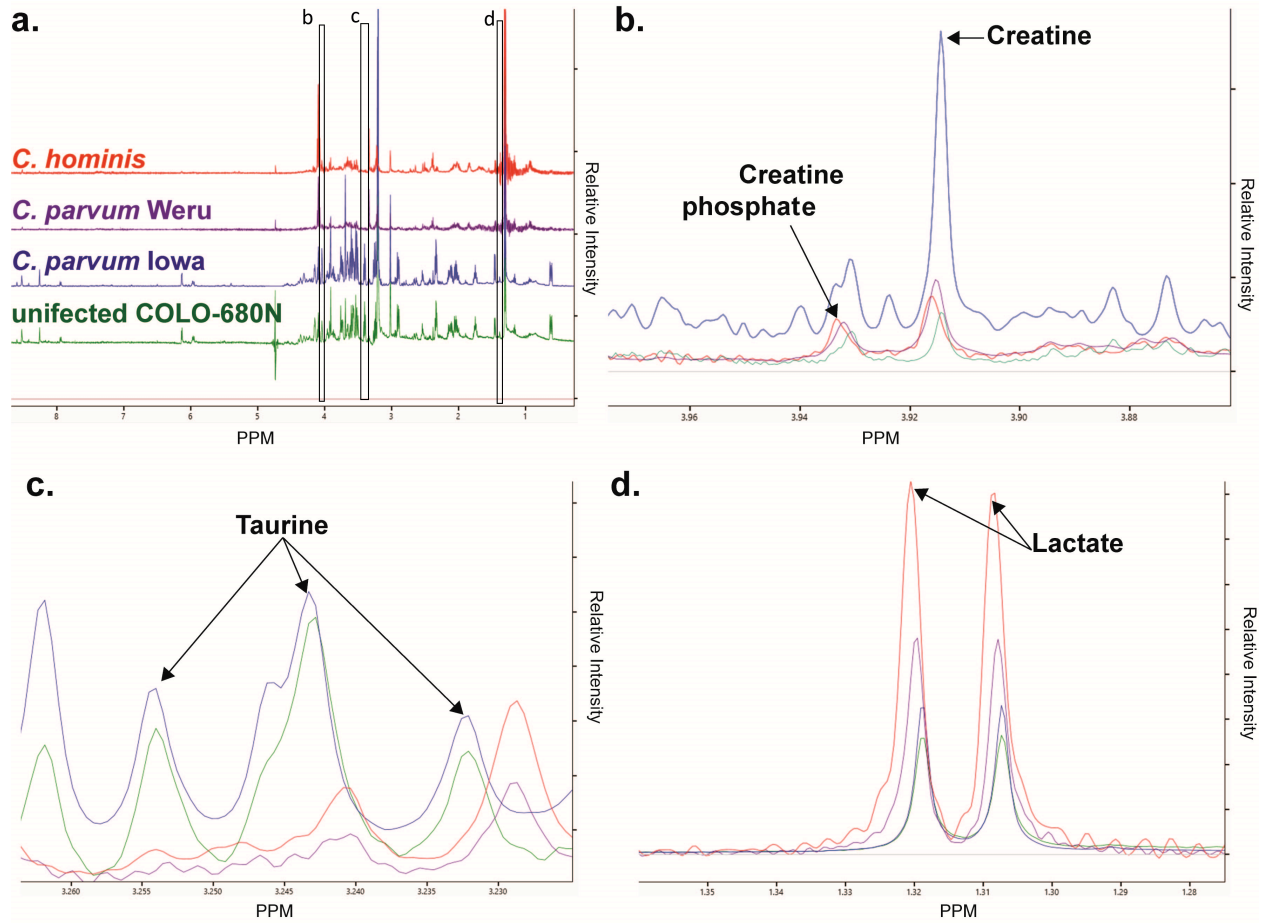 a.
b
c
d
C. hominis
C. parvum Weru
C. parvum Iowa
unifected COLO-680N
Relative Intensity
8 7 6 5 4 3 2 1
PPM
b.
Creatine
Creatine
phosphate
Relative Intensity
3.96 3.94 3.92 3.90 3.88
PPM
c.
Taurine
Relative Intensity
3.260 3.255 3.250 3.245 3.240 3.235 3.230
PPM
d.
Lactate
Relative Intensity
1.35 1.34 1.33 1.32 1.31 1.30 1.29 1.28
PPM